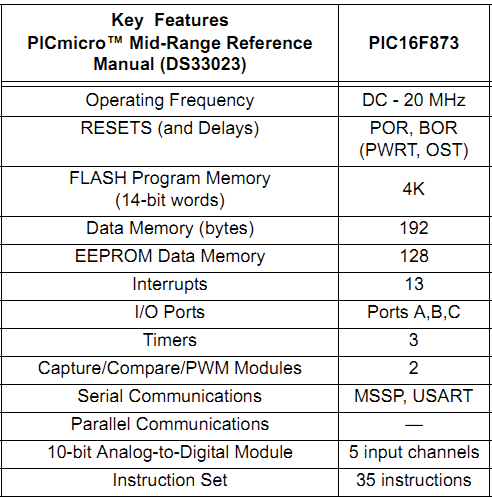 Key Features
PICmicro™ Mid-Range Reference
Manual (DS33023)
PIC16F873
Operating Frequency
DC - 20 MHz
RESETS (and Delays)
POR, BOR
(PWRT, OST)
FLASH Program Memory
(14-bit words)
4K
Data Memory (bytes)
192
EEPROM Data Memory
128
Interrupts
13
I/O Ports
Ports A,B,C
Timers
3
Capture/Compare/PWM Modules
2
Serial Communications
MSSP, USART
Parallel Communications
—
10-bit Analog-to-Digital Module
5 input channels
Instruction Set
35 instructions